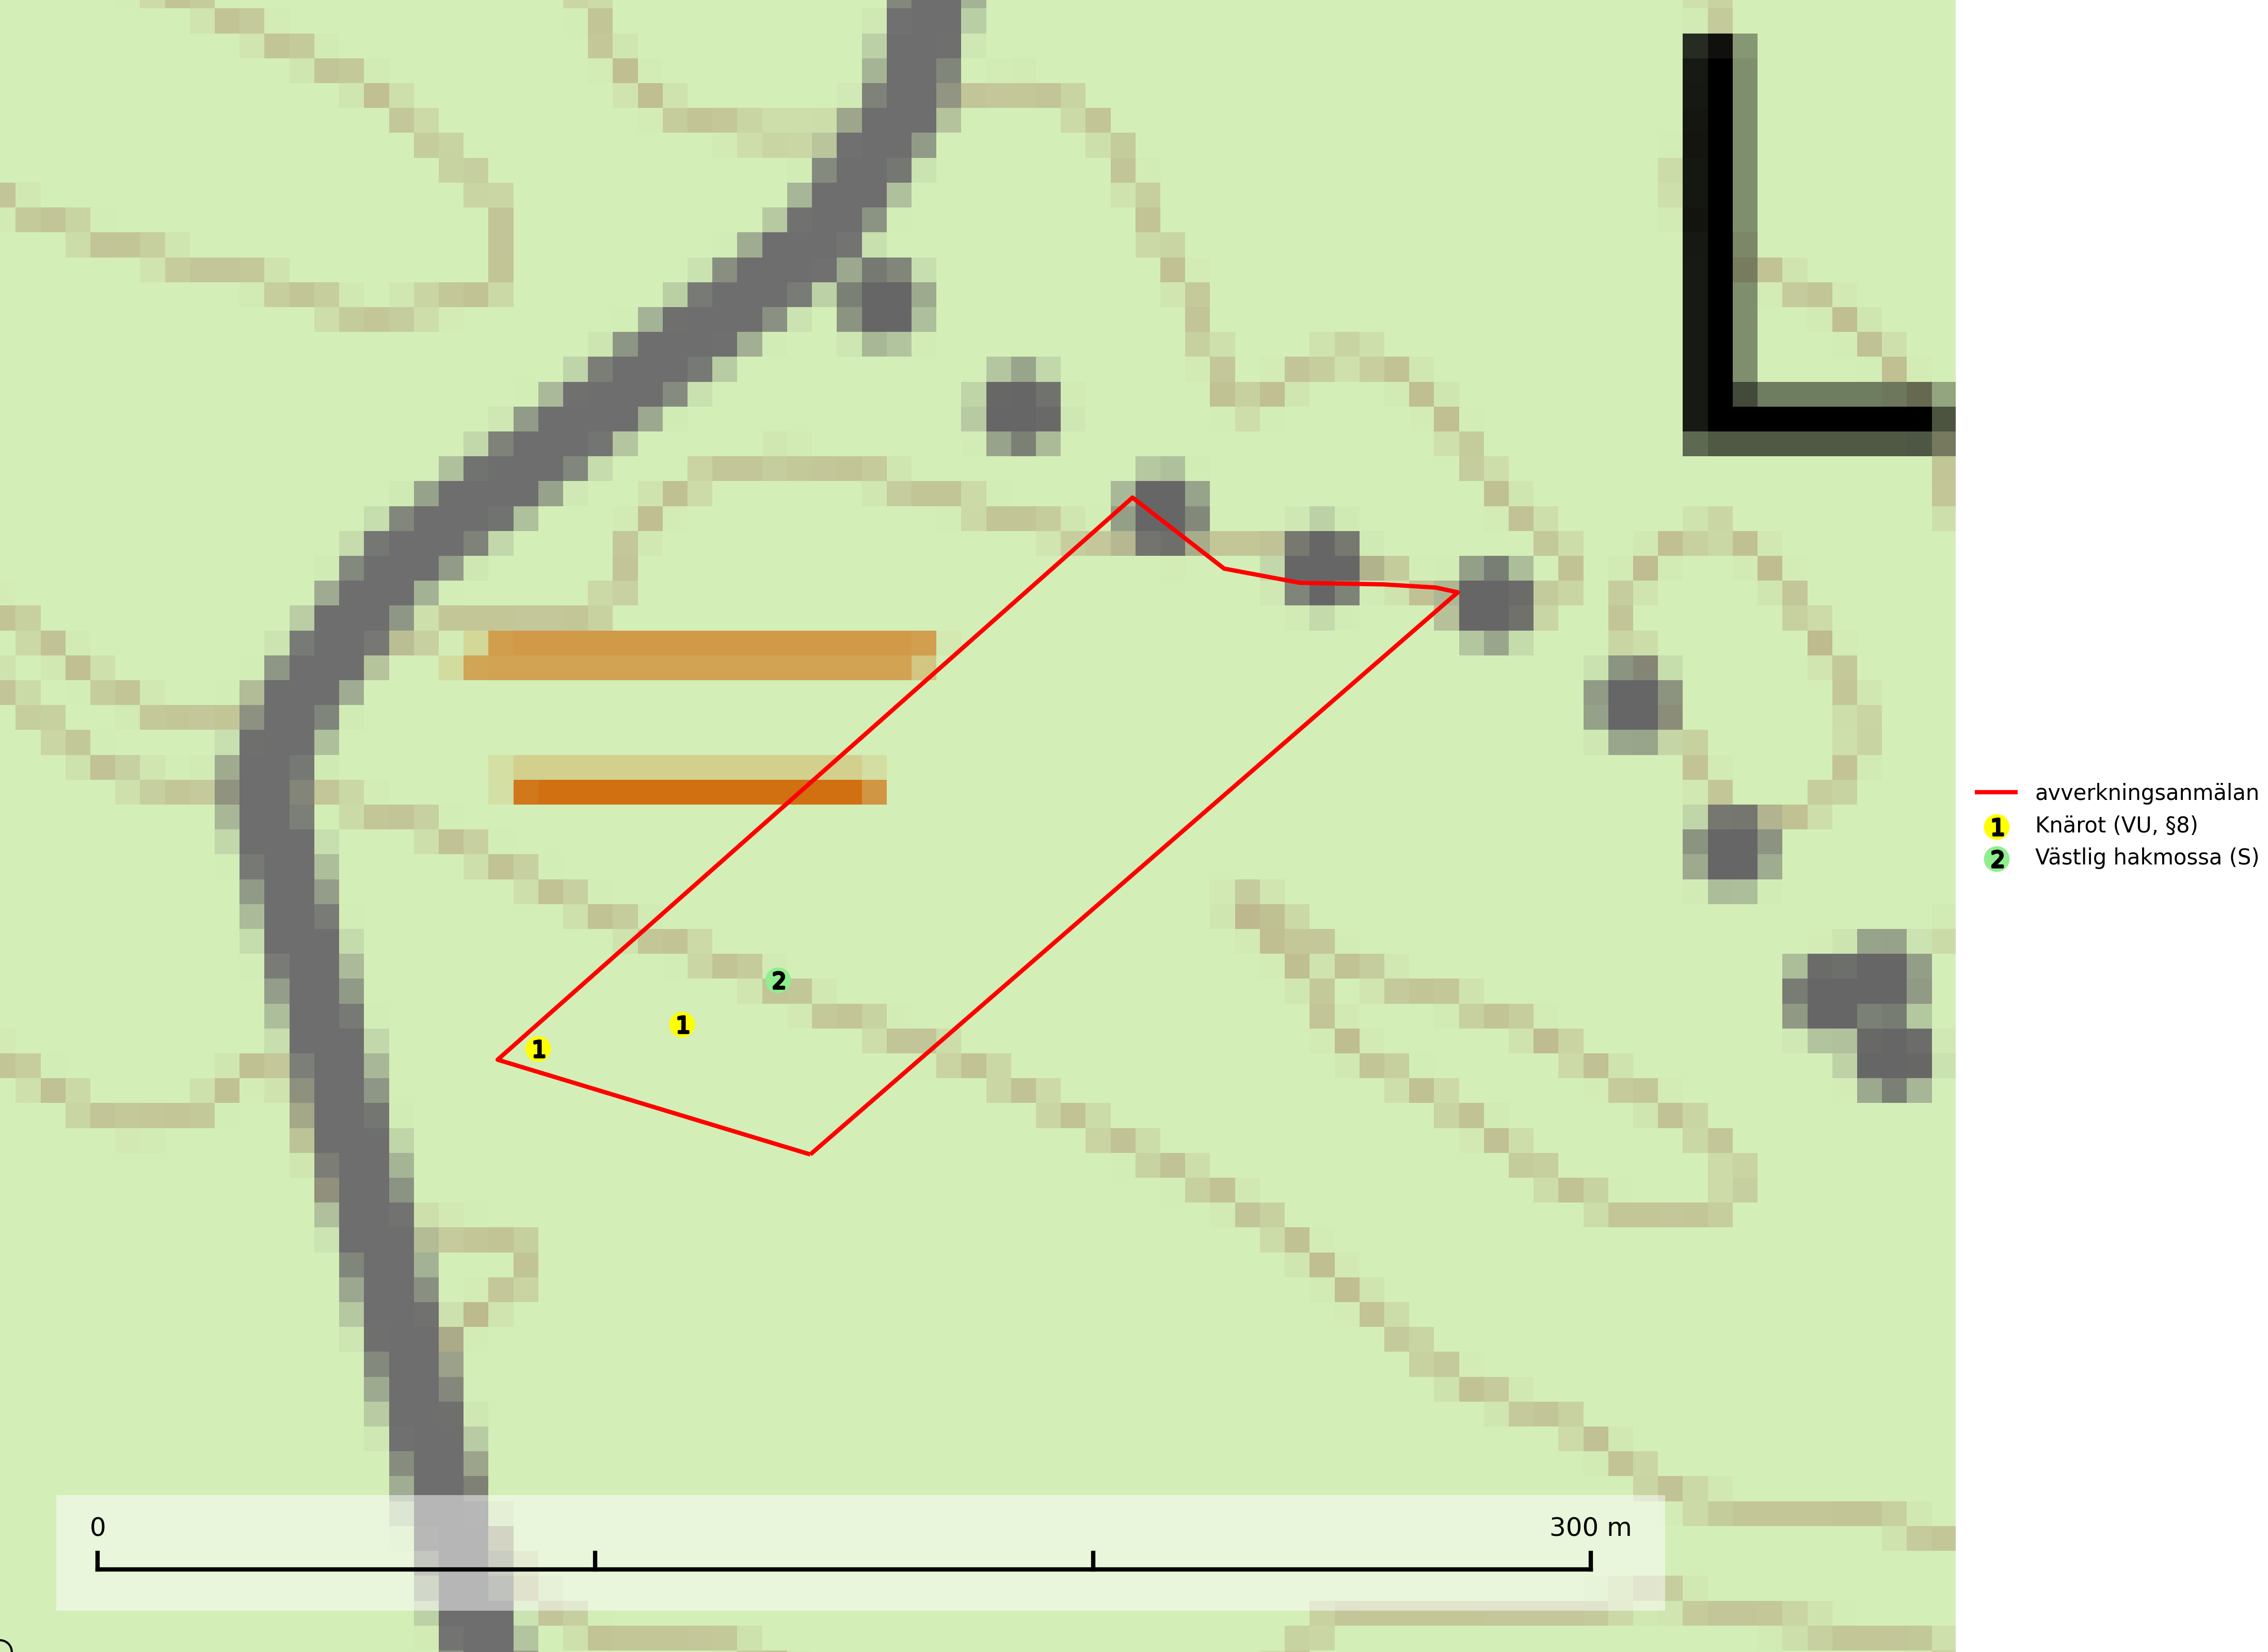 2
1
1
0
300 m
avverkningsanmälan
1 Knärot (VU, §8)
2 Västlig hakmossa (S)